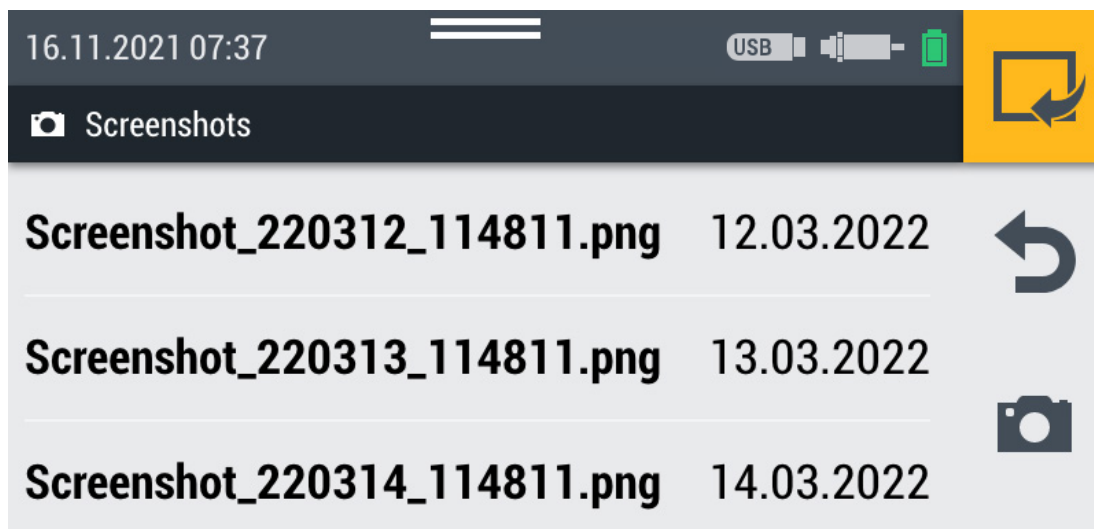 16.11.2021 07:37 USB
Screenshots
Screenshot_220312_114811.png 12.03.2022
Screenshot_220313_114811.png 13.03.2022
Screenshot_220314_114811.png 14.03.2022